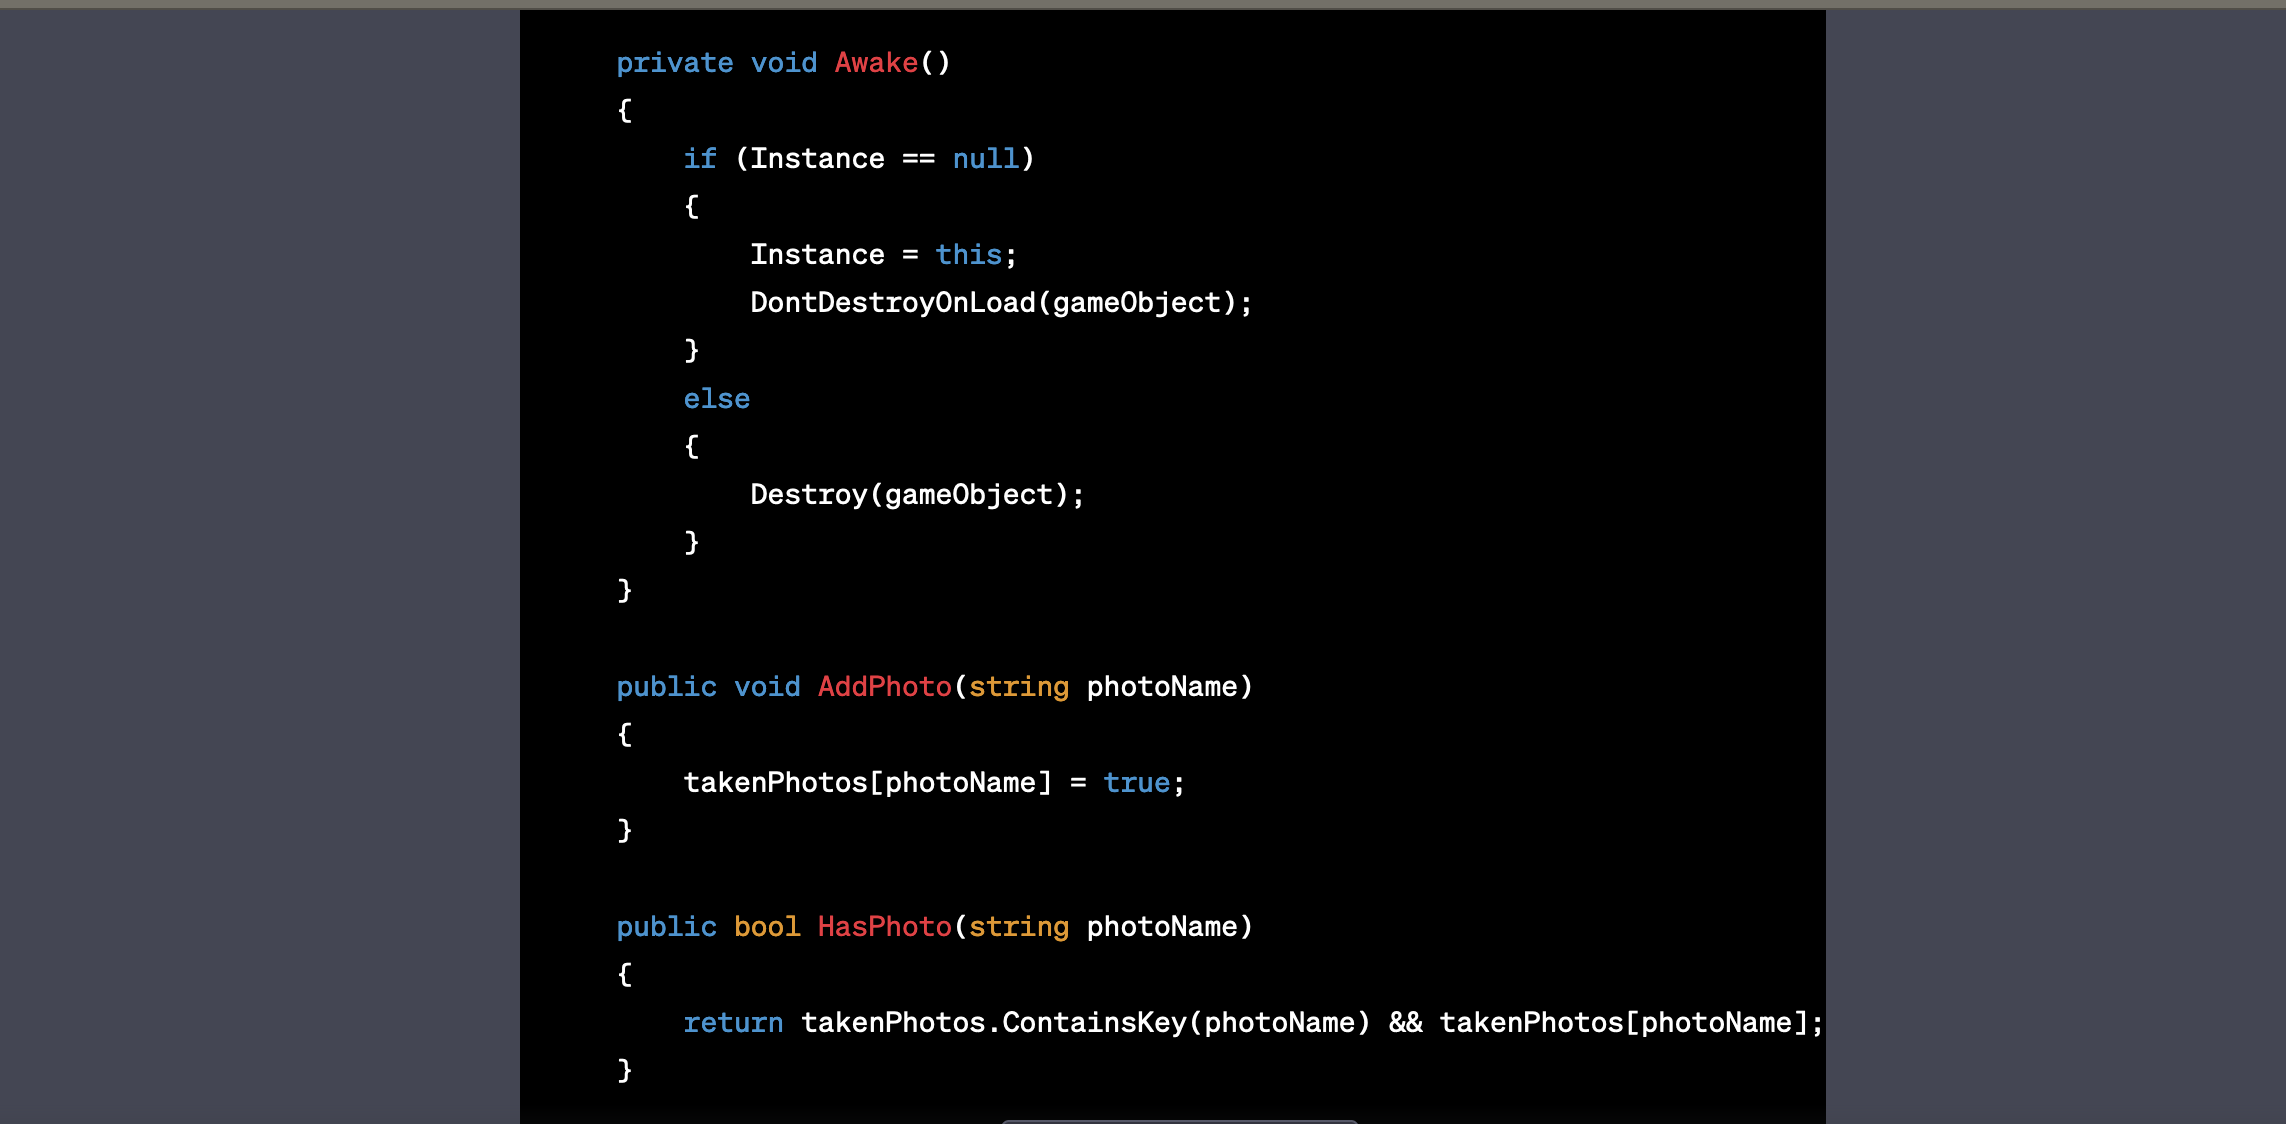 private void Awake()
{
    if (Instance == null)
    {
        Instance = this;
        DontDestroyOnLoad(gameObject);
    }
    else
    {
        Destroy(gameObject);
    }
}

public void AddPhoto(string photoName)
{
    takenPhotos[photoName] = true;
}

public bool HasPhoto(string photoName)
{
    return takenPhotos.ContainsKey(photoName) && takenPhotos[photoName];
}